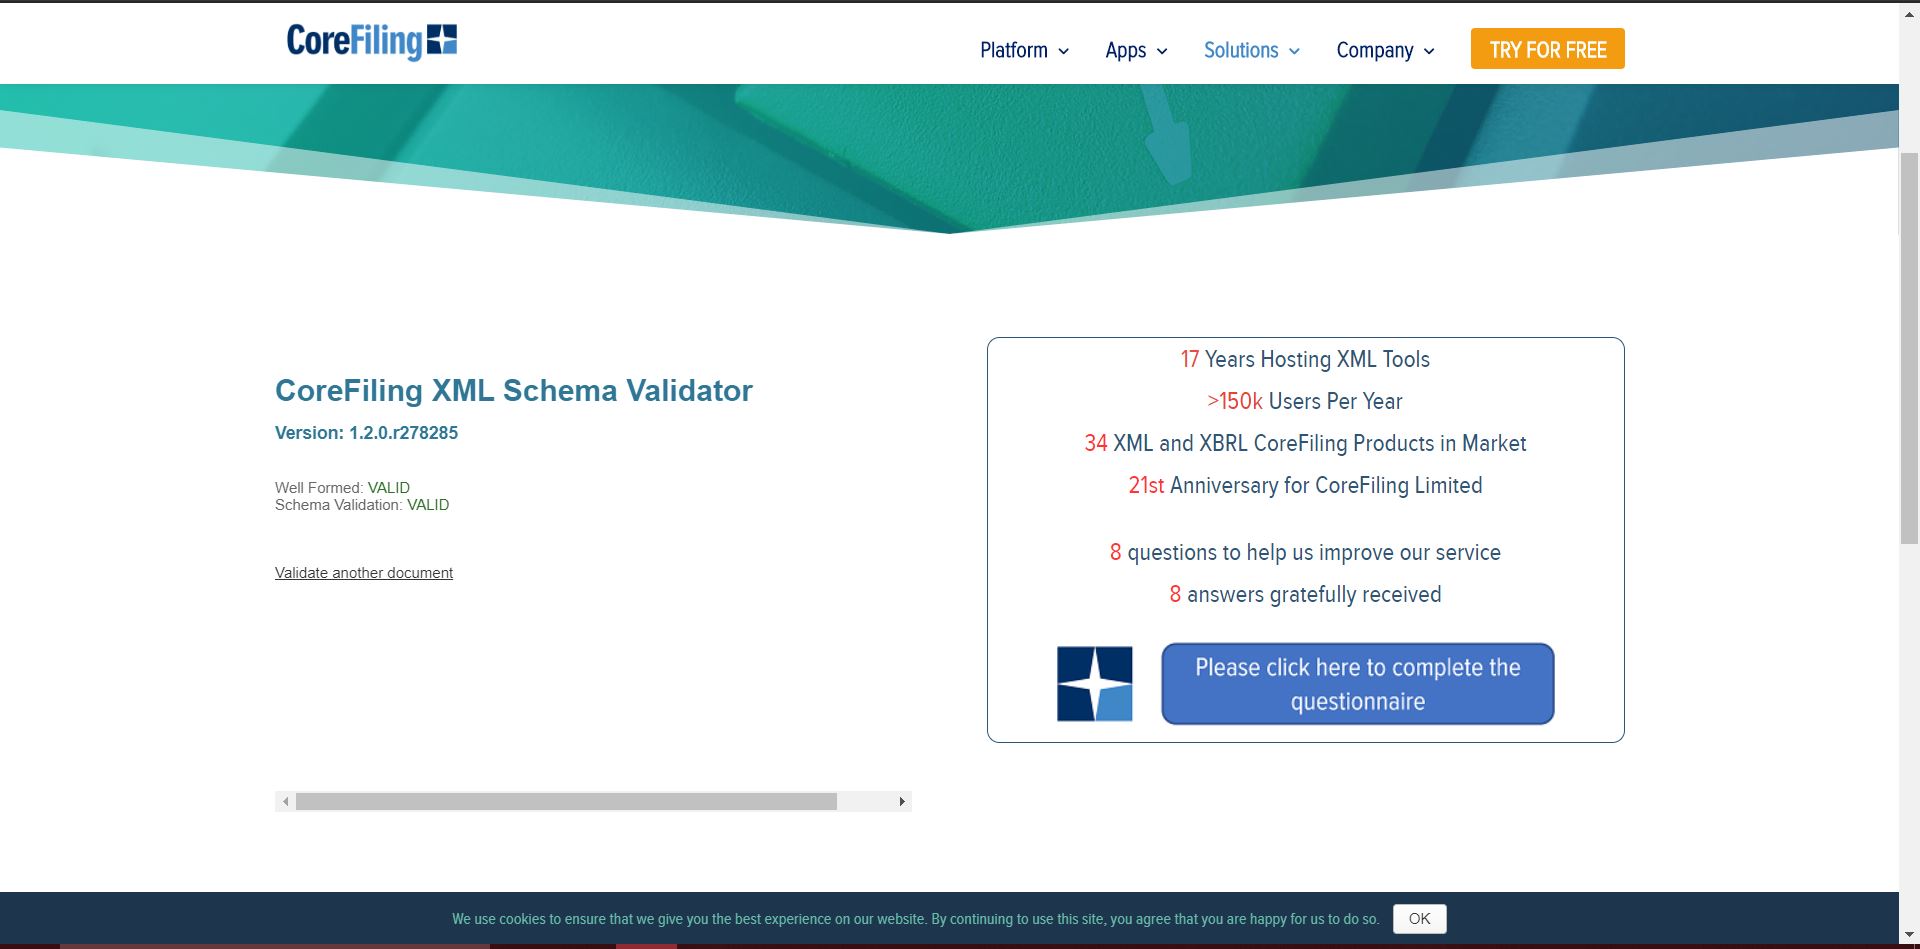 CoreFiling
Platform Apps Solutions Company TRY FOR FREE
CoreFiling XML Schema Validator
Version: 1.2.0.r278285
Well Formed: VALID
Schema Validation: VALID
Validate another document
17 Years Hosting XML Tools
>150k Users Per Year
34 XML and XBRL CoreFiling Products in Market
21st Anniversary for CoreFiling Limited
8 questions to help us improve our service
8 answers gratefully received
Please click here to complete the
questionnaire
We use cookies to ensure that we give you the best experience on our website. By continuing to use this site, you agree that you are happy for us to do so. OK